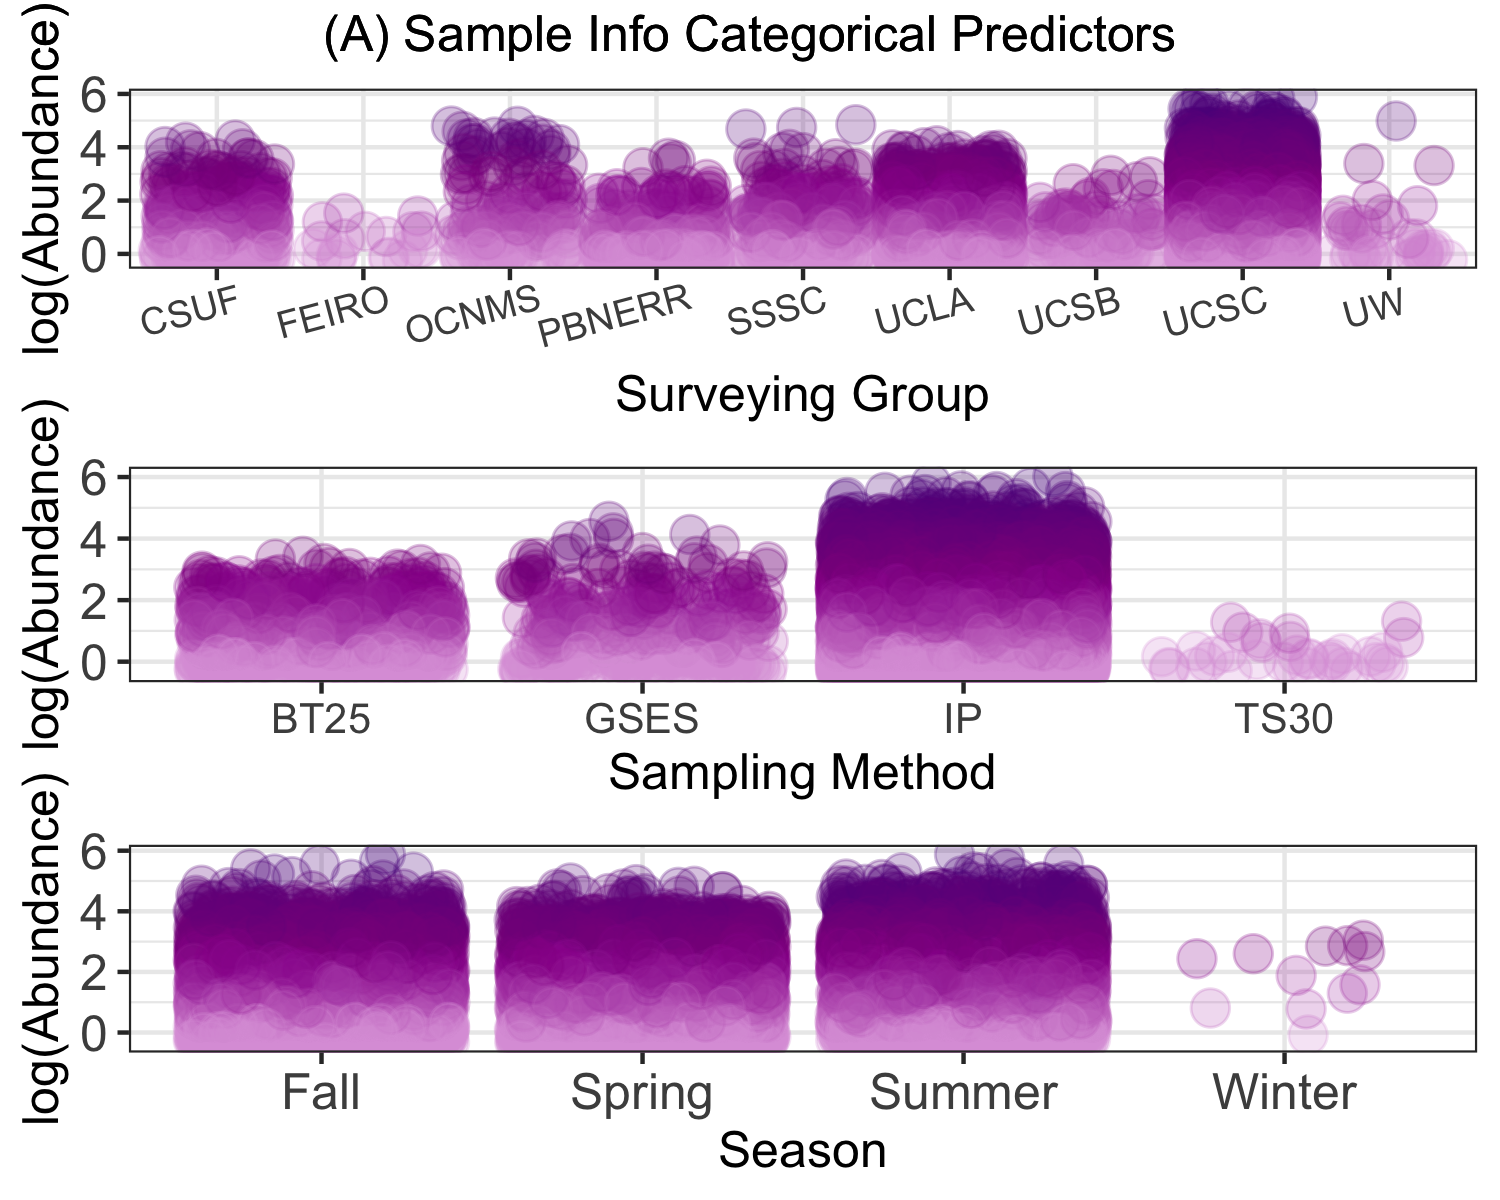 (A) Sample Info Categorical Predictors
log(Abundance)
6
4
2
0
CSUF FEIRO OCNMS PBNERR SSSC UCLA UCSB UCSC UW
Surveying Group
log(Abundance)
6
4
2
0
BT25 GSES IP TS30
Sampling Method
log(Abundance)
6
4
2
0
Fall Spring Summer Winter
Season